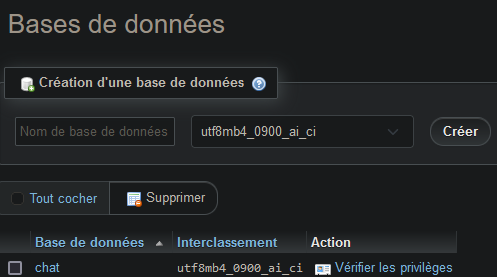 Bases de données
Création d'une base de données
Nom de base de données utf8mb4_0900_ai_ci Créer
Tout cocher Supprimer
Base de données Interclassement Action
chat utf8mb4_0900_ai_ci Vérifier les privilèges